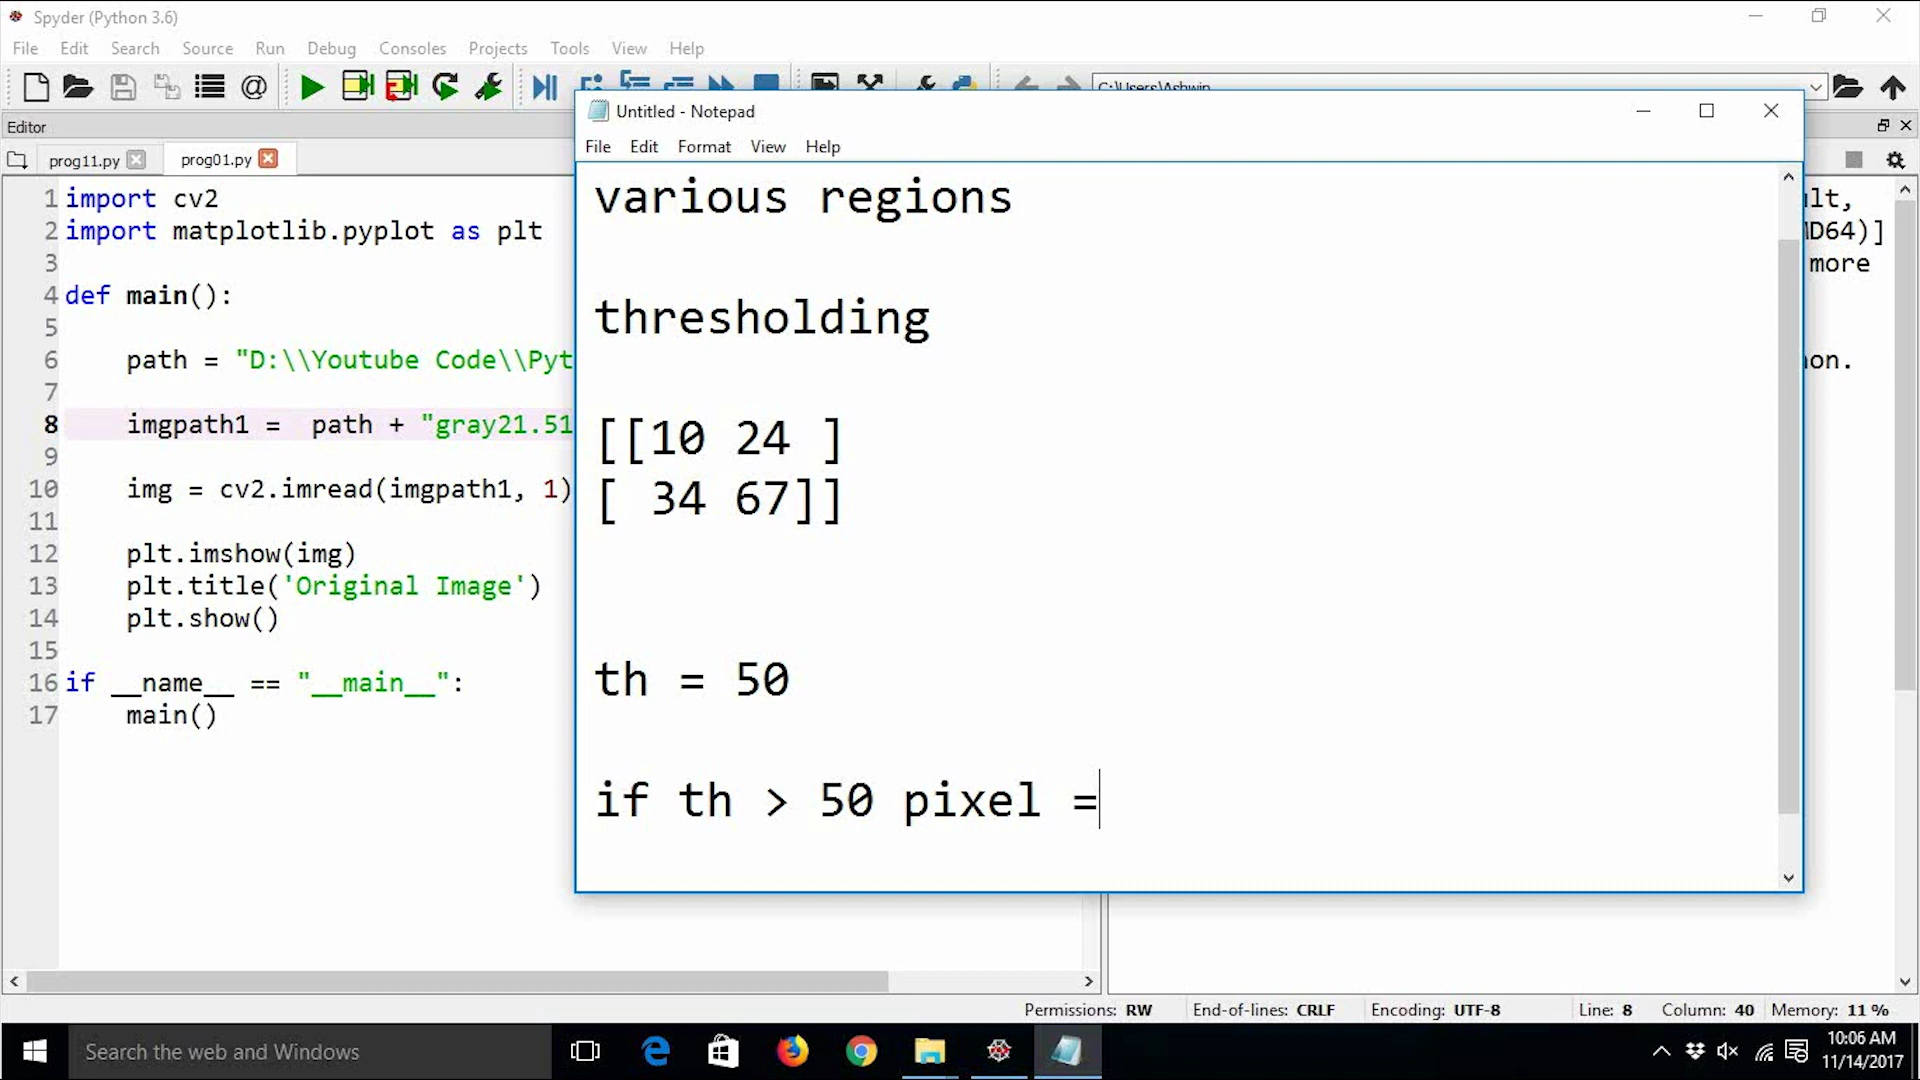 Spyder (Python 3.6)
File Edit Search Source Run Debug Consoles Projects Tools View Help
C:\Users\Ashwin
Editor
prog11.py prog01.py
1 import cv2
2 import matplotlib.pyplot as plt
3
4 def main():
5
6 path = "D:\\Youtube Code\\Pyt
7
8 imgpath1 = path + "gray21.51
9
10 img = cv2.imread(imgpath1, 1)
11
12 plt.imshow(img)
13 plt.title('Original Image')
14 plt.show()
15
16 if __name__ == "__main__":
17 main()
Untitled - Notepad
File Edit Format View Help
various regions
thresholding
[[10 24 ]
[ 34 67]]
th = 50
if th > 50 pixel =
lt,
D64)]
more
on.
Permissions: RW End-of-lines: CRLF Encoding: UTF-8 Line: 8 Column: 40 Memory: 11 %
Search the web and Windows
10:06 AM
11/14/2017